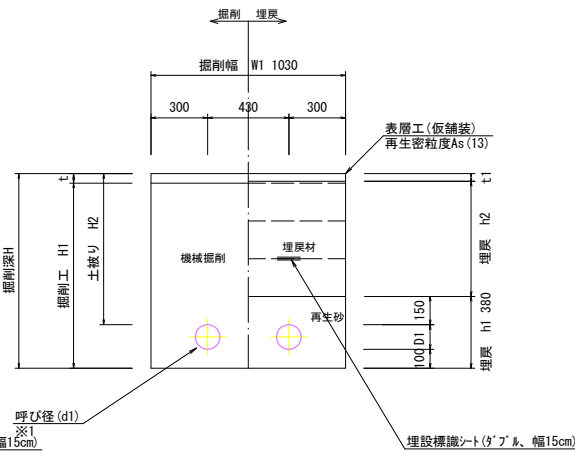 掘削 埋戻
掘削幅 W1 1030
300 430 300
表層工(仮舗装)
再生密粒度As(13)
t
t1
掘削深H
掘削工 H1
土被り H2
機械掘削
埋戻材
再生砂
埋戻 h2
埋戻 h1 380
150
D1
100
呼び径(d1)
※1
幅15cm)
埋設標識シート(ダブル、幅15cm)